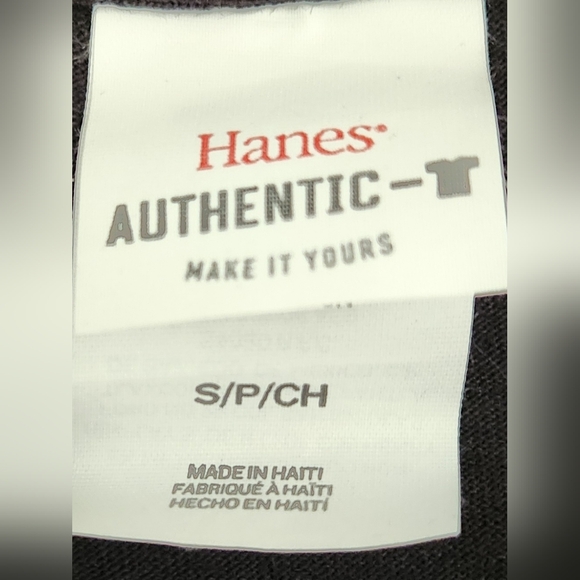 Hanes
AUTHENTIC-
MAKE IT YOURS
S/P/CH
MADE IN HAITI
FABRIQUÉ À HAÏTI
HECHO EN HAITÍ